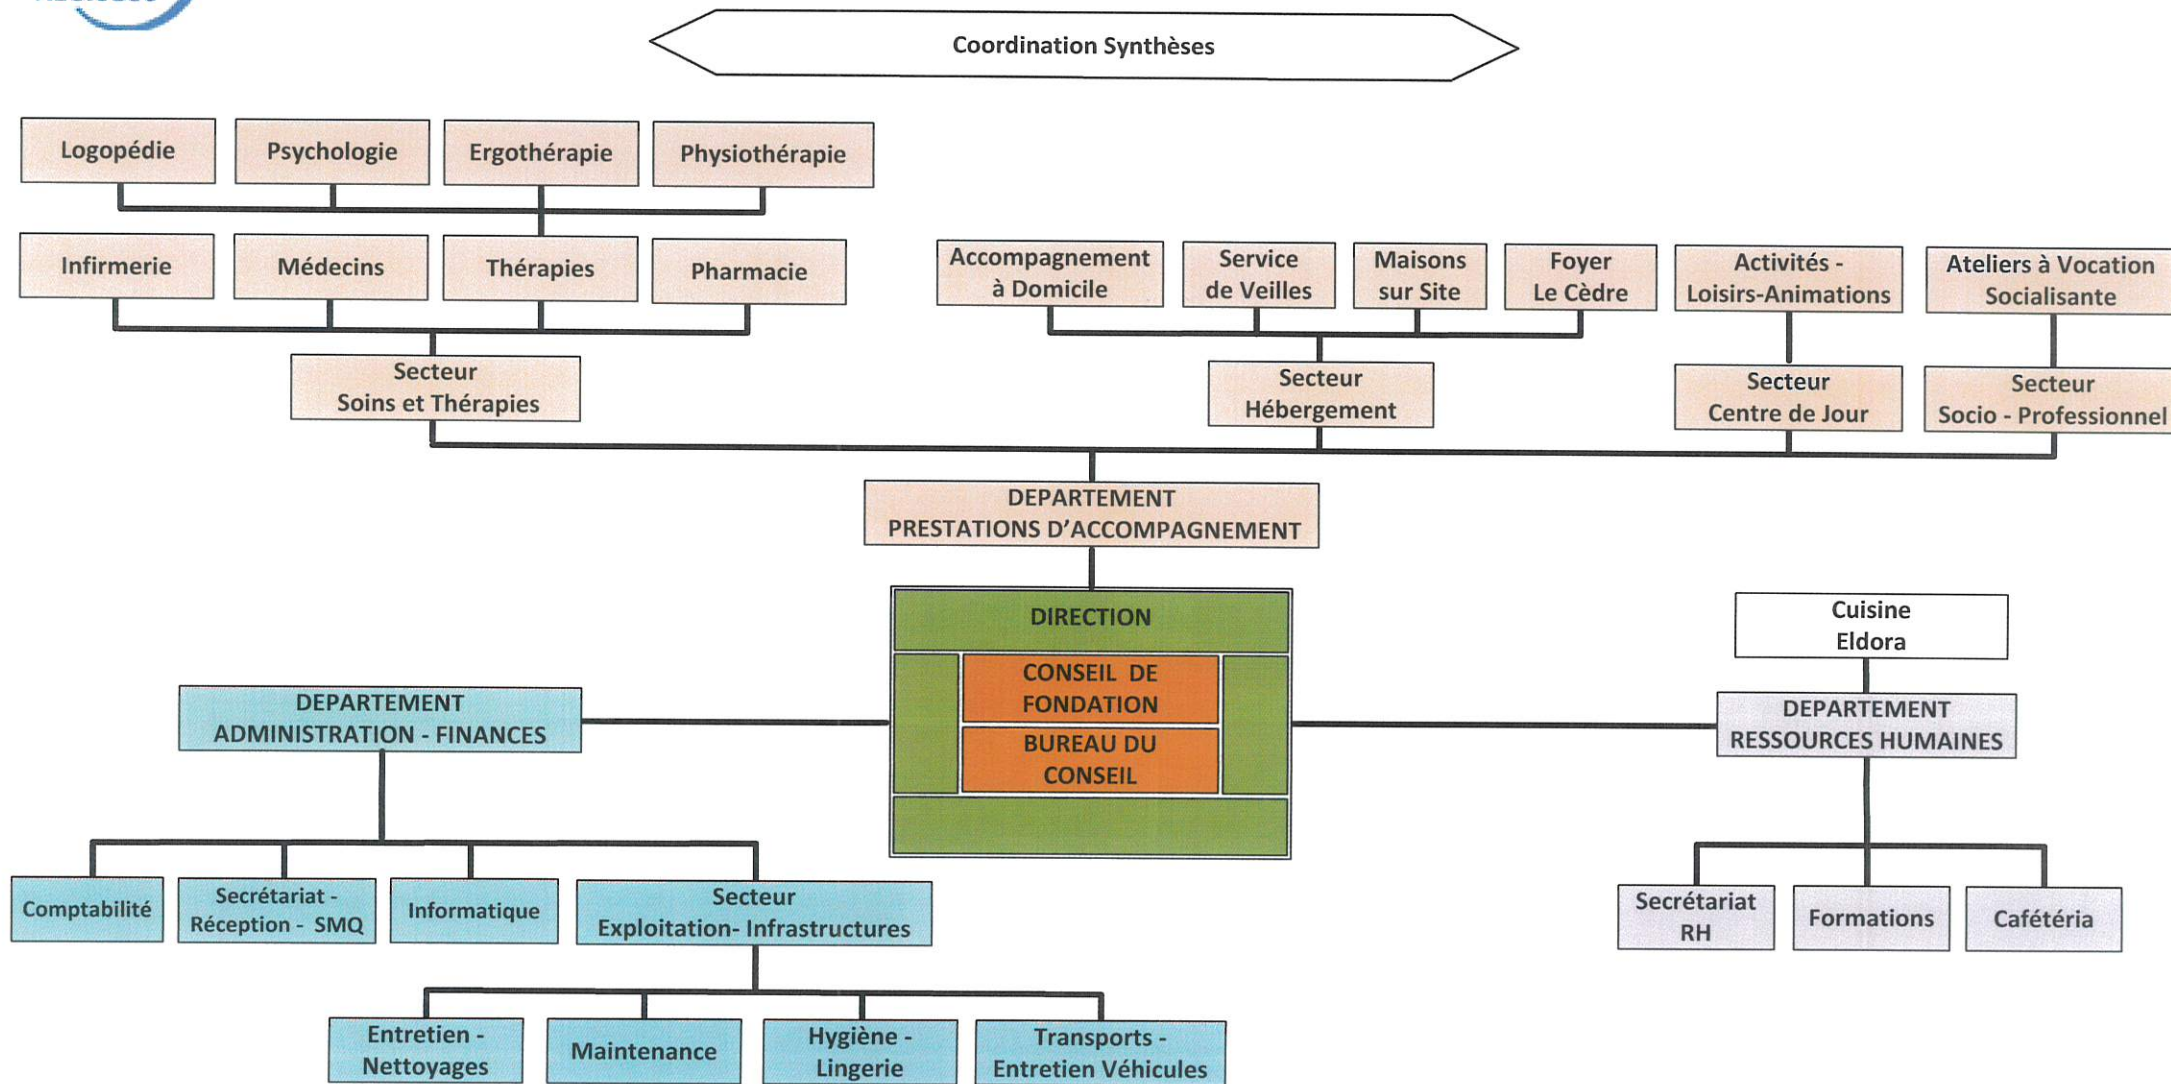 Coordination Synthèses
Logopédie
Psychologie
Ergothérapie
Physiothérapie
Infirmerie
Médecins
Thérapies
Pharmacie
Accompagnement
à Domicile
Service
de Veilles
Maisons
sur Site
Foyer
Le Cèdre
Activités -
Loisirs-Animations
Ateliers à Vocation
Socialisante
Secteur
Soins et Thérapies
Secteur
Hébergement
Secteur
Centre de Jour
Secteur
Socio - Professionnel
DEPARTEMENT
PRESTATIONS D'ACCOMPAGNEMENT
DIRECTION
CONSEIL DE
FONDATION
BUREAU DU
CONSEIL
Cuisine
Eldora
DEPARTEMENT
ADMINISTRATION - FINANCES
DEPARTEMENT
RESSOURCES HUMAINES
Comptabilité
Secrétariat -
Réception - SMQ
Informatique
Secteur
Exploitation- Infrastructures
Secrétariat
RH
Formations
Cafétéria
Entretien -
Nettoyages
Maintenance
Hygiène -
Lingerie
Transports -
Entretien Véhicules